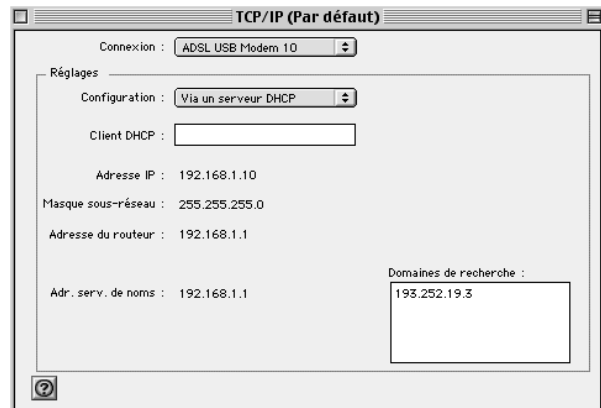 TCP/IP (Par défaut)
Connexion : ADSL USB Modem 10
Réglages
Configuration : Via un serveur DHCP
Client DHCP :
Adresse IP : 192.168.1.10
Masque sous-réseau : 255.255.255.0
Adresse du routeur : 192.168.1.1
Domaines de recherche :
Adr. serv. de noms : 192.168.1.1 193.252.19.3
?